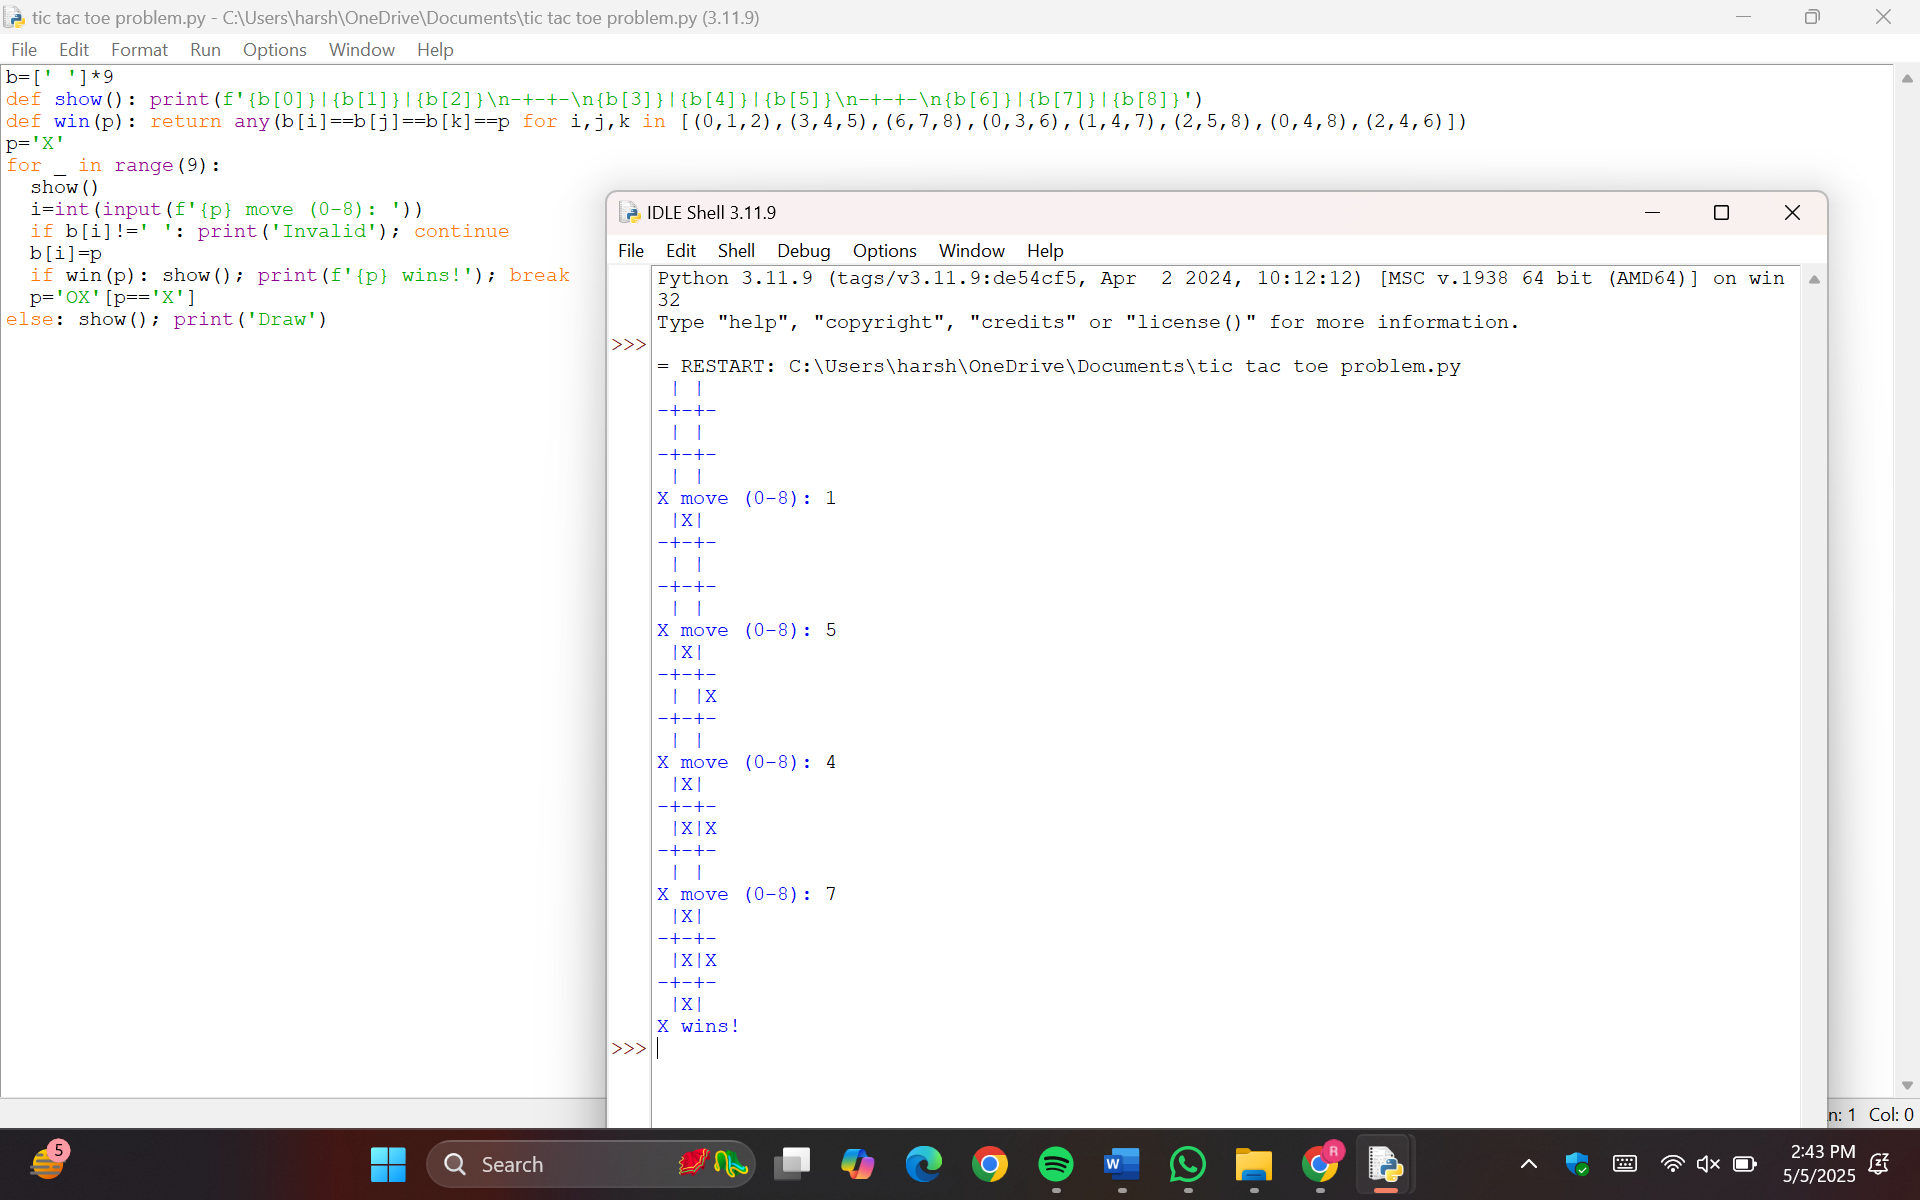 tic tac toe problem.py - C:\Users\harsh\OneDrive\Documents\tic tac toe problem.py (3.11.9)
File Edit Format Run Options Window Help
b=[' ']*9
def show(): print(f'{b[0]}|{b[1]}|{b[2]}\n-+-+-\n{b[3]}|{b[4]}|{b[5]}\n-+-+-\n{b[6]}|{b[7]}|{b[8]}')
def win(p): return any(b[i]==b[j]==b[k]==p for i,j,k in [(0,1,2),(3,4,5),(6,7,8),(0,3,6),(1,4,7),(2,5,8),(0,4,8),(2,4,6)])
p='X'
for _ in range(9):
  show()
  i=int(input(f'{p} move (0-8): '))
  if b[i]!=' ': print('Invalid'); continue
  b[i]=p
  if win(p): show(); print(f'{p} wins!'); break
  p='OX'[p=='X']
else: show(); print('Draw')
IDLE Shell 3.11.9
File Edit Shell Debug Options Window Help
Python 3.11.9 (tags/v3.11.9:de54cf5, Apr  2 2024, 10:12:12) [MSC v.1938 64 bit (AMD64)] on win
32
Type "help", "copyright", "credits" or "license()" for more information.
>>>
= RESTART: C:\Users\harsh\OneDrive\Documents\tic tac toe problem.py
 | |
-+-+-
 | |
-+-+-
 | |
X move (0-8): 1
 |X|
-+-+-
 | |
-+-+-
 | |
X move (0-8): 5
 |X|
-+-+-
 | |X
-+-+-
 | |
X move (0-8): 4
 |X|
-+-+-
 |X|X
-+-+-
 | |
X move (0-8): 7
 |X|
-+-+-
 |X|X
-+-+-
 |X|
X wins!
>>>
n: 1 Col: 0
5
Search
W
R
2:43 PM
5/5/2025